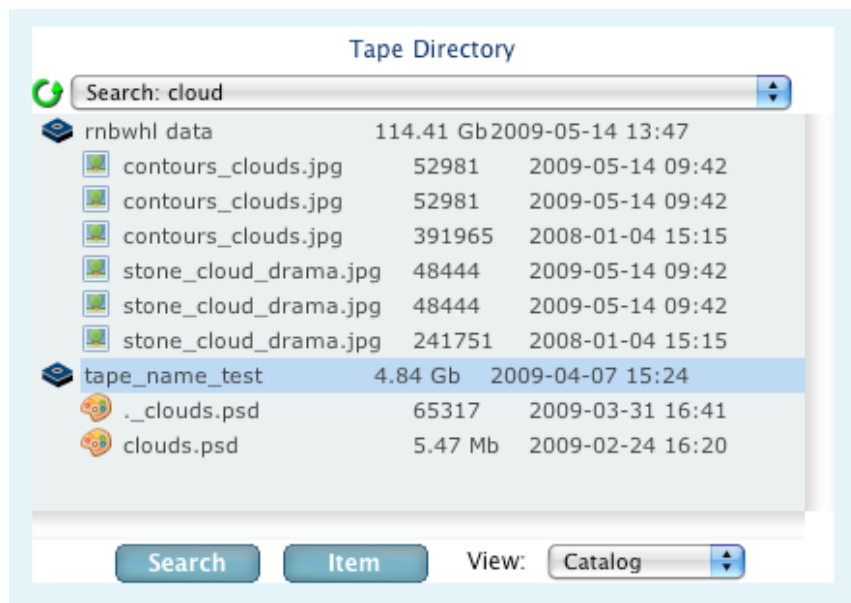 Tape Directory
Search: cloud
rnbwhl data 114.41 Gb 2009-05-14 13:47
contours_clouds.jpg 52981 2009-05-14 09:42
contours_clouds.jpg 52981 2009-05-14 09:42
contours_clouds.jpg 391965 2008-01-04 15:15
stone_cloud_drama.jpg 48444 2009-05-14 09:42
stone_cloud_drama.jpg 48444 2009-05-14 09:42
stone_cloud_drama.jpg 241751 2008-01-04 15:15
tape_name_test 4.84 Gb 2009-04-07 15:24
._clouds.psd 65317 2009-03-31 16:41
clouds.psd 5.47 Mb 2009-02-24 16:20
Search Item View: Catalog